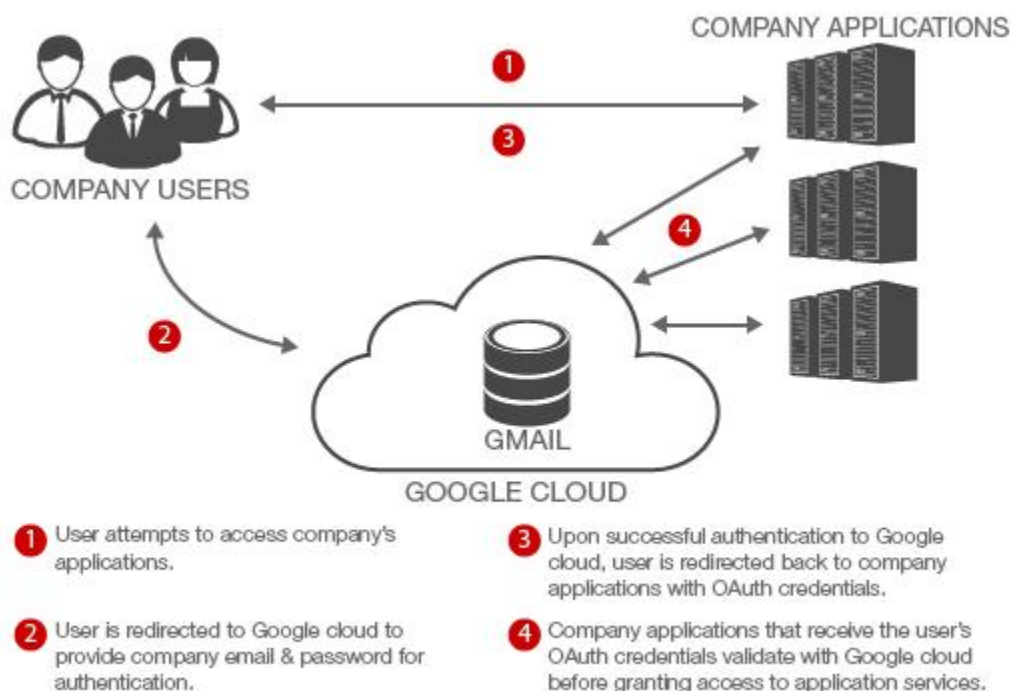 COMPANY APPLICATIONS
1
3
COMPANY USERS
4
2
GMAIL
GOOGLE CLOUD
1 User attempts to access company's
applications.
2 User is redirected to Google cloud to
provide company email & password for
authentication.
3 Upon successful authentication to Google
cloud, user is redirected back to company
applications with OAuth credentials.
4 Company applications that receive the user's
OAuth credentials validate with Google cloud
before granting access to application services.